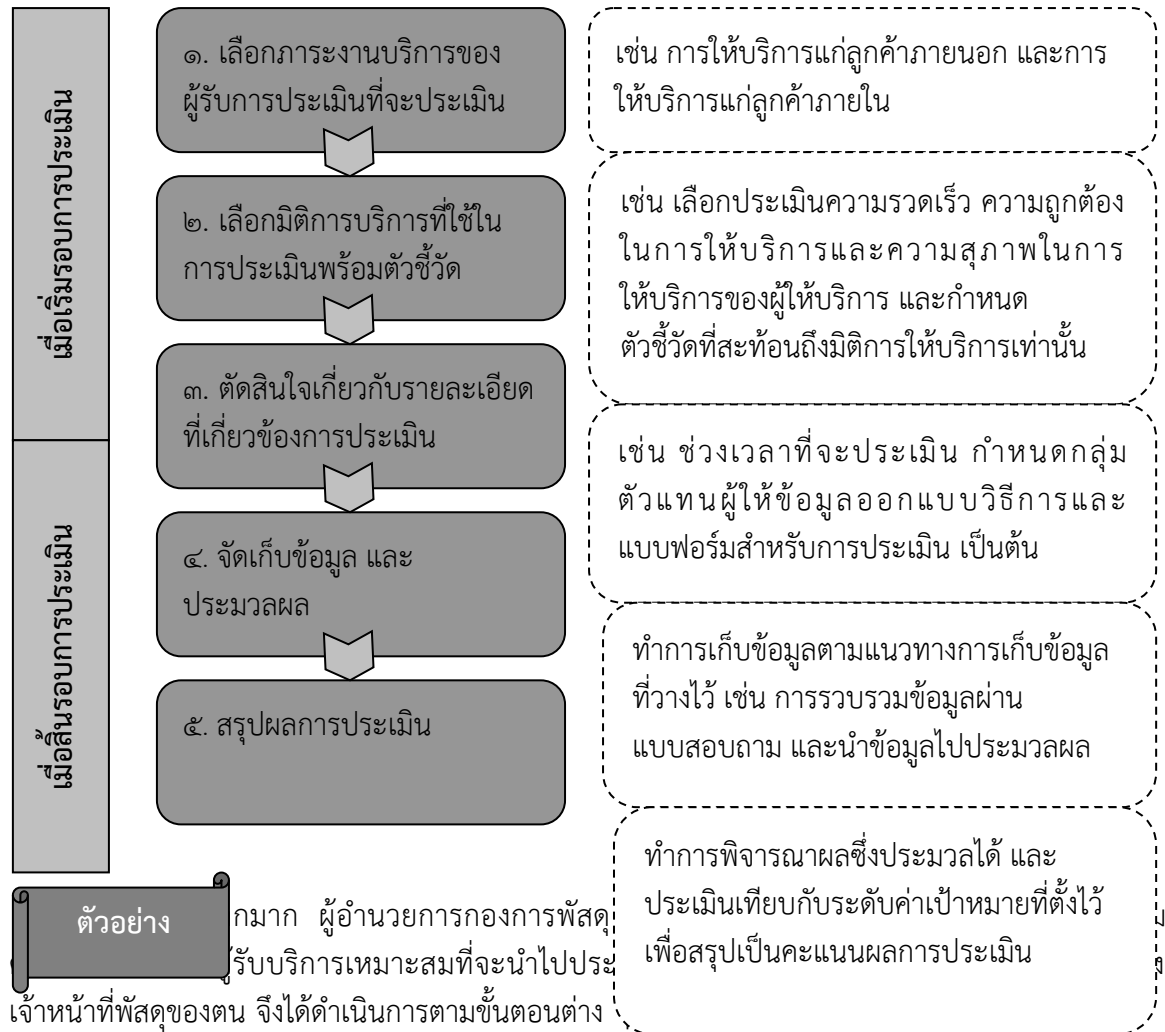 เมื่อเริ่มรอบการประเมิน
๑. เลือกภาระงานบริการของ
ผู้รับการประเมินที่จะประเมิน
เช่น การให้บริการแก่ลูกค้าภายนอก และการ
ให้บริการแก่ลูกค้าภายใน
๒. เลือกมิติการบริการที่ใช้ใน
การประเมินพร้อมตัวชี้วัด
เช่น เลือกประเมินความรวดเร็ว ความถูกต้อง
ในการให้บริการและความสุภาพในการ
ให้บริการของผู้ให้บริการ และกำหนด
ตัวชี้วัดที่สะท้อนถึงมิติการให้บริการเท่านั้น
๓. ตัดสินใจเกี่ยวกับรายละเอียด
ที่เกี่ยวข้องการประเมิน
เช่น ช่วงเวลาที่จะประเมิน กำหนดกลุ่ม
ตัวแทนผู้ให้ข้อมูลออกแบบวิธีการและ
แบบฟอร์มสำหรับการประเมิน เป็นต้น
เมื่อสิ้นรอบการประเมิน
๔. จัดเก็บข้อมูล และ
ประมวลผล
ทำการเก็บข้อมูลตามแนวทางการเก็บข้อมูล
ที่วางไว้ เช่น การรวบรวมข้อมูลผ่าน
แบบสอบถาม และนำข้อมูลไปประมวลผล
๕. สรุปผลการประเมิน
ทำการพิจารณาผลซึ่งประมวลได้ และ
ประเมินเทียบกับระดับค่าเป้าหมายที่ตั้งไว้
เพื่อสรุปเป็นคะแนนผลการประเมิน
ตัวอย่าง
กมาก ผู้อำนวยการกองการพัสดุ
รับบริการเหมาะสมที่จะนำไปประ
เจ้าหน้าที่พัสดุของตน จึงได้ดำเนินการตามขั้นตอนต่าง